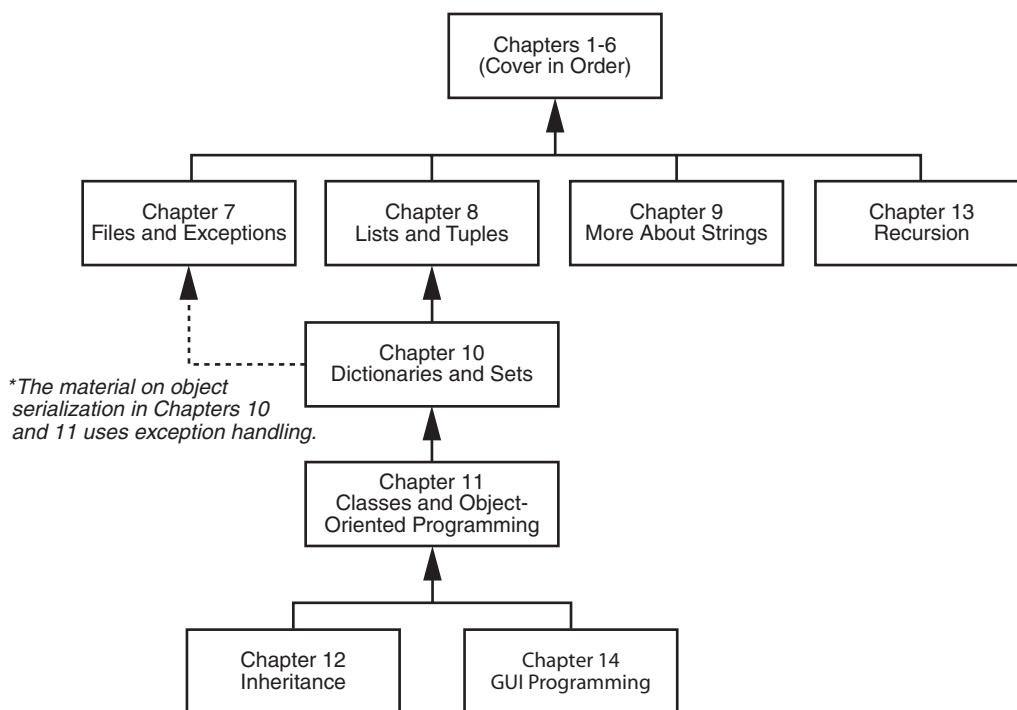 Chapters 1-6
(Cover in Order)
Chapter 7
Files and Exceptions
Chapter 8
Lists and Tuples
Chapter 9
More About Strings
Chapter 13
Recursion
Chapter 10
Dictionaries and Sets
*The material on object
serialization in Chapters 10
and 11 uses exception handling.
Chapter 11
Classes and Object-
Oriented Programming
Chapter 12
Inheritance
Chapter 14
GUI Programming